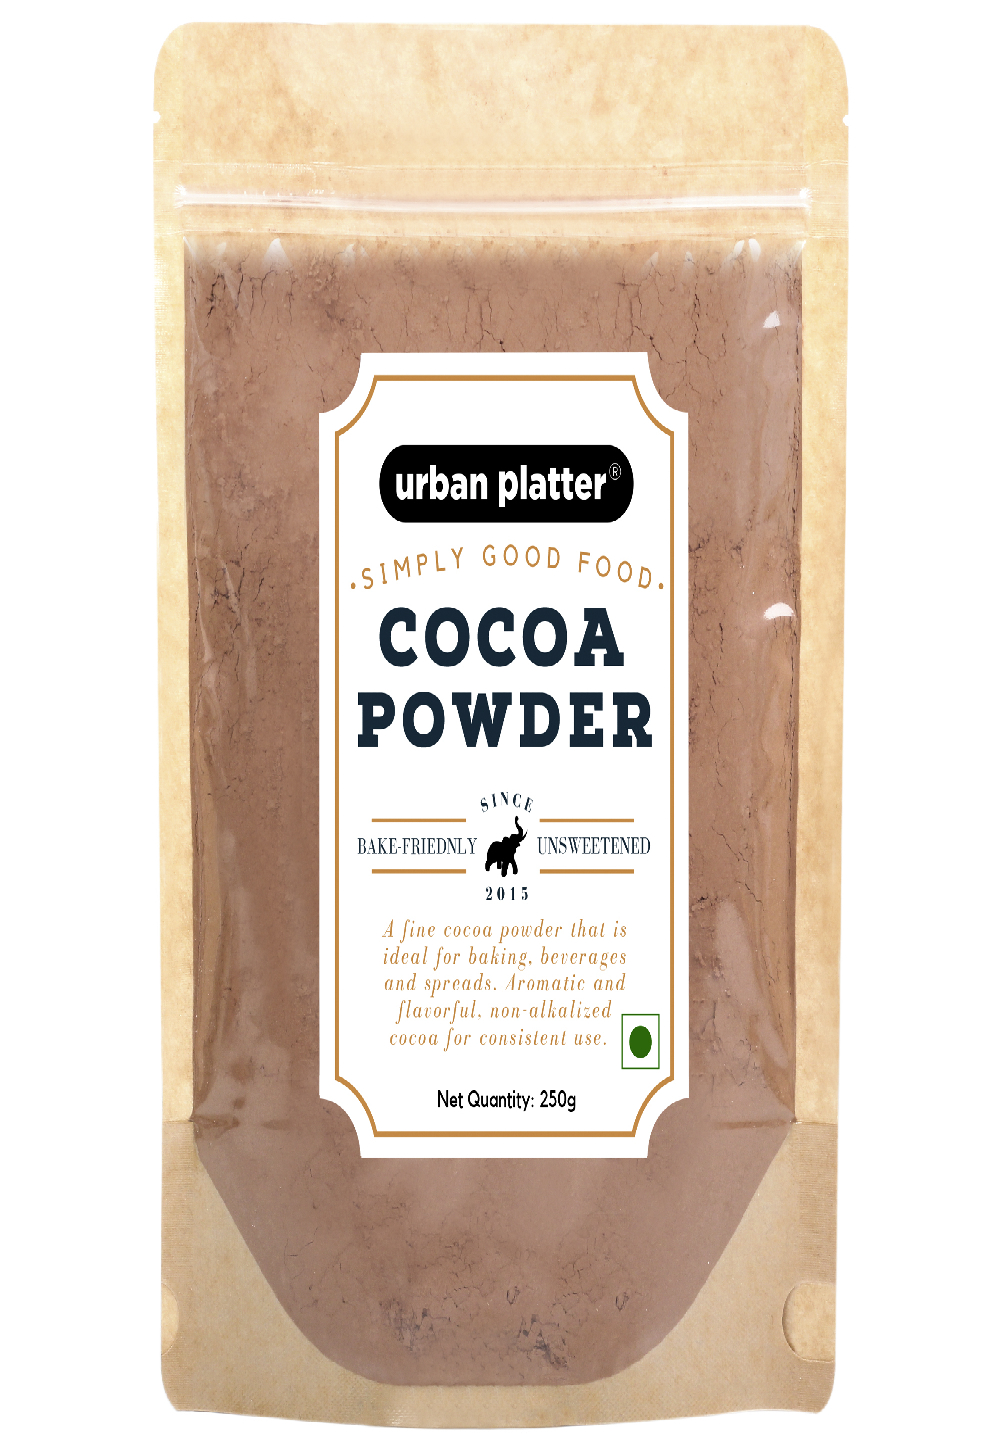 urban platter®
.SIMPLY GOOD FOOD.
COCOA
POWDER
SINCE
BAKE-FRIEDNLY UNSWEETENED
2015
A fine cocoa powder that is
ideal for baking, beverages
and spreads. Aromatic and
flavorful, non-alkalized
cocoa for consistent use.
Net Quantity: 250g